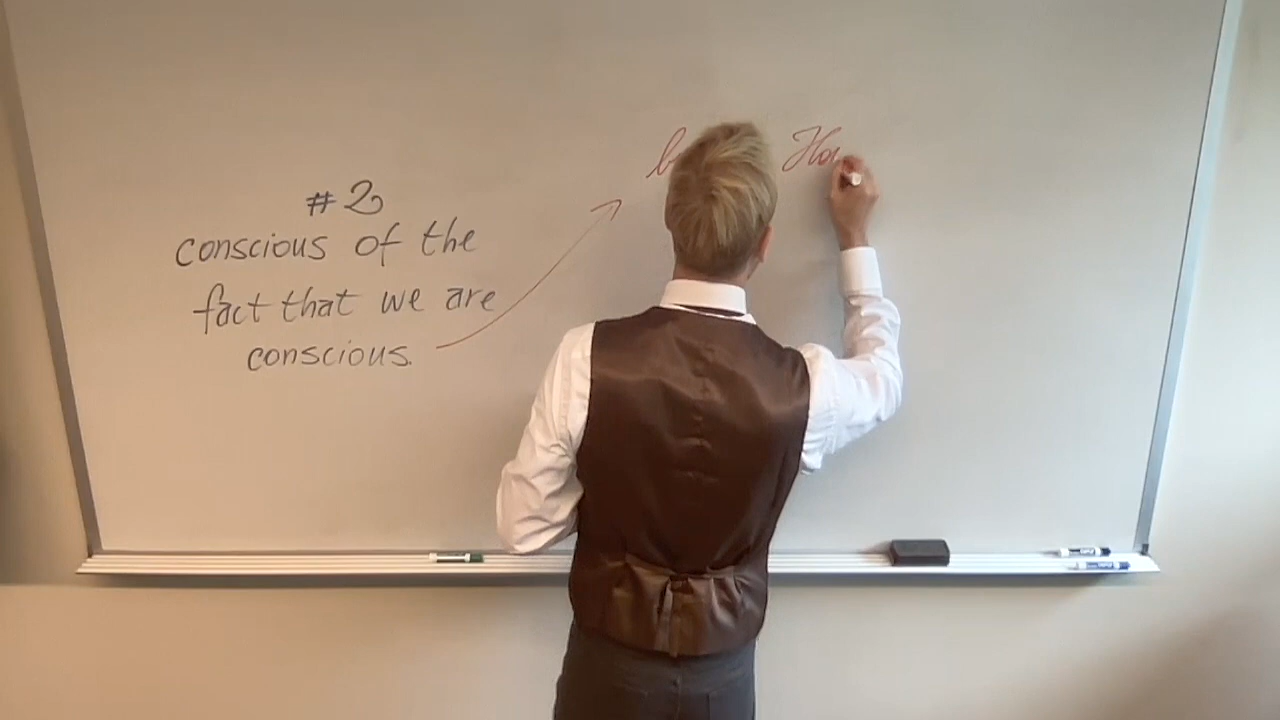 #2
conscious of the
fact that we are
conscious.